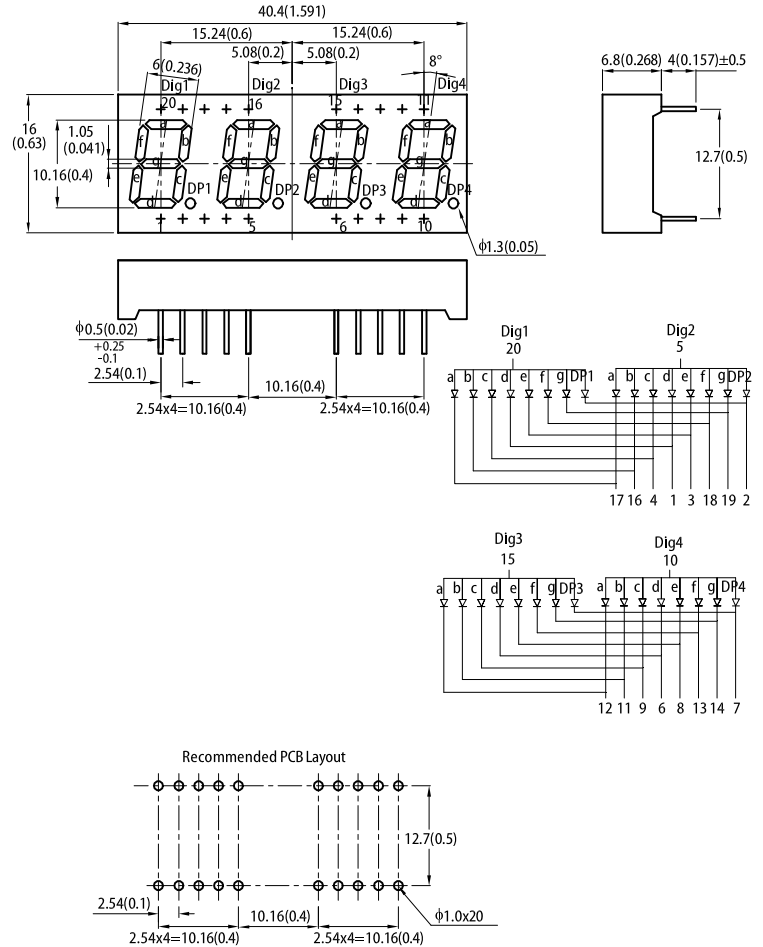 40.4(1.591)
15.24(0.6) 15.24(0.6)
5.08(0.2) 5.08(0.2)
6(0.236) 8°
6.8(0.268) 4(0.157)±0.5
Dig1 Dig2 Dig3 Dig4
20 16 15 11
16
(0.63)
1.05
(0.041)
10.16(0.4)
a a a a
f b f b f b f b
g g g g
e c e c e c e c
d d d d
DP1 DP2 DP3 DP4
1 5 6 10
12.7(0.5)
ϕ1.3(0.05)
ϕ0.5(0.02)
+0.25
-0.1
2.54(0.1)
10.16(0.4)
2.54x4=10.16(0.4) 2.54x4=10.16(0.4)
Dig1 Dig2
20 5
a b c d e f g DP1 a b c d e f g DP2
17 16 4 1 3 18 19 2
Dig3 Dig4
15 10
a b c d e f g DP3 a b c d e f g DP4
12 11 9 6 8 13 14 7
Recommended PCB Layout
12.7(0.5)
2.54(0.1)
10.16(0.4)
ϕ1.0x20
2.54x4=10.16(0.4) 2.54x4=10.16(0.4)